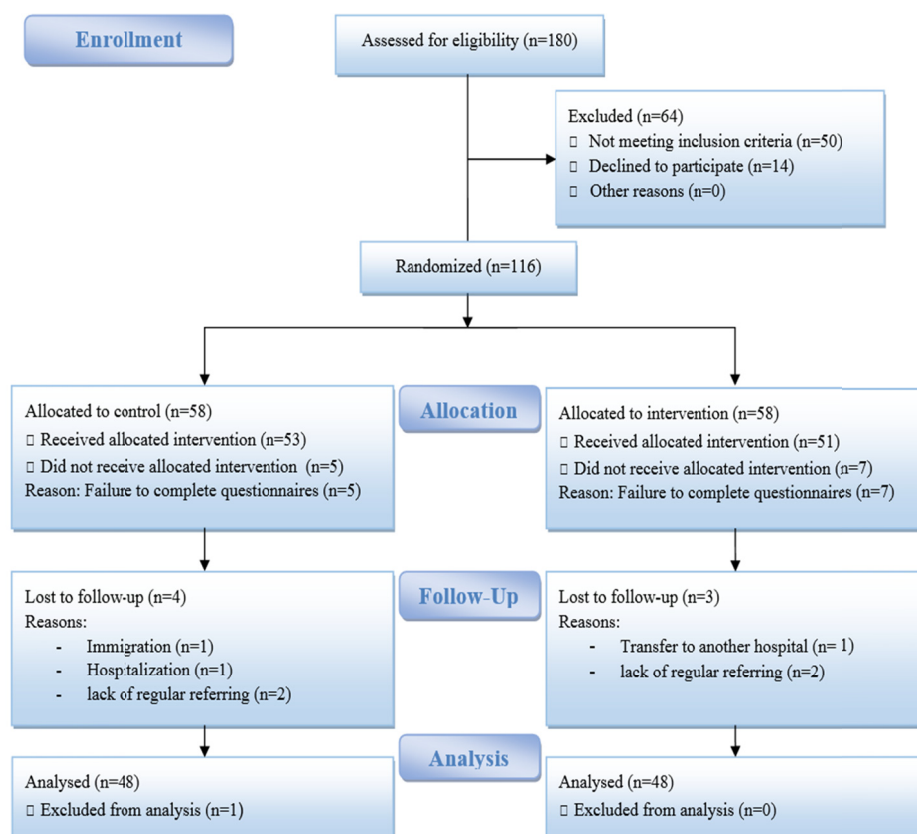 Enrollment
Assessed for eligibility (n=180)
Excluded (n=64)
▯ Not meeting inclusion criteria (n=50)
▯ Declined to participate (n=14)
▯ Other reasons (n=0)
Randomized (n=116)
Allocation
Allocated to control (n=58)
▯ Received allocated intervention (n=53)
▯ Did not receive allocated intervention (n=5)
Reason: Failure to complete questionnaires (n=5)
Allocated to intervention (n=58)
▯ Received allocated intervention (n=51)
▯ Did not receive allocated intervention (n=7)
Reason: Failure to complete questionnaires (n=7)
Follow-Up
Lost to follow-up (n=4)
Reasons:
- Immigration (n=1)
- Hospitalization (n=1)
- lack of regular referring (n=2)
Lost to follow-up (n=3)
Reasons:
- Transfer to another hospital (n= 1)
- lack of regular referring (n=2)
Analysis
Analysed (n=48)
▯ Excluded from analysis (n=1)
Analysed (n=48)
▯ Excluded from analysis (n=0)